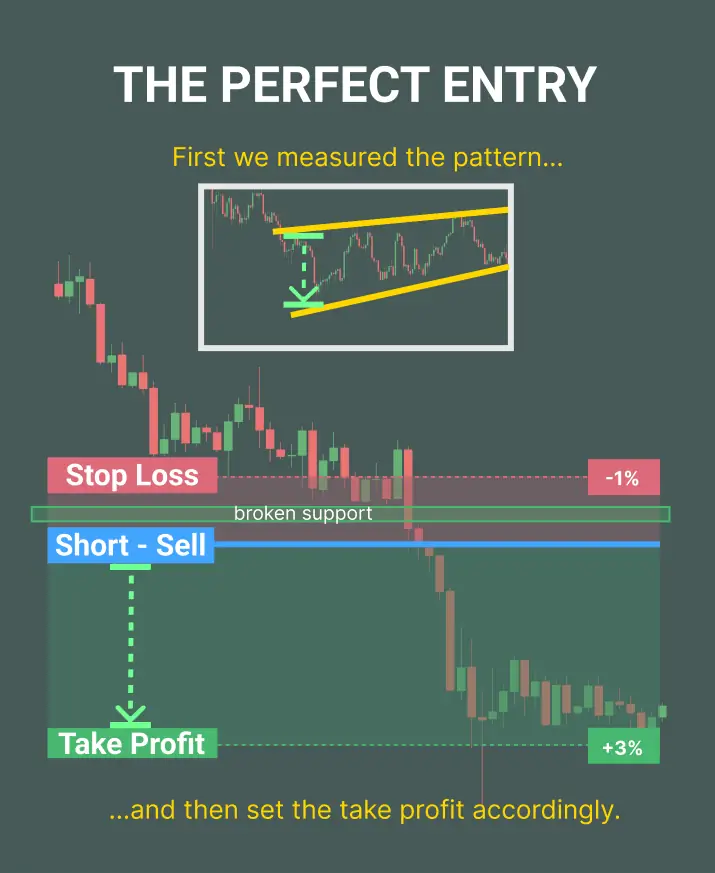 THE PERFECT ENTRY
First we measured the pattern...
Stop Loss
-1%
broken support
Short - Sell
Take Profit
+3%
...and then set the take profit accordingly.